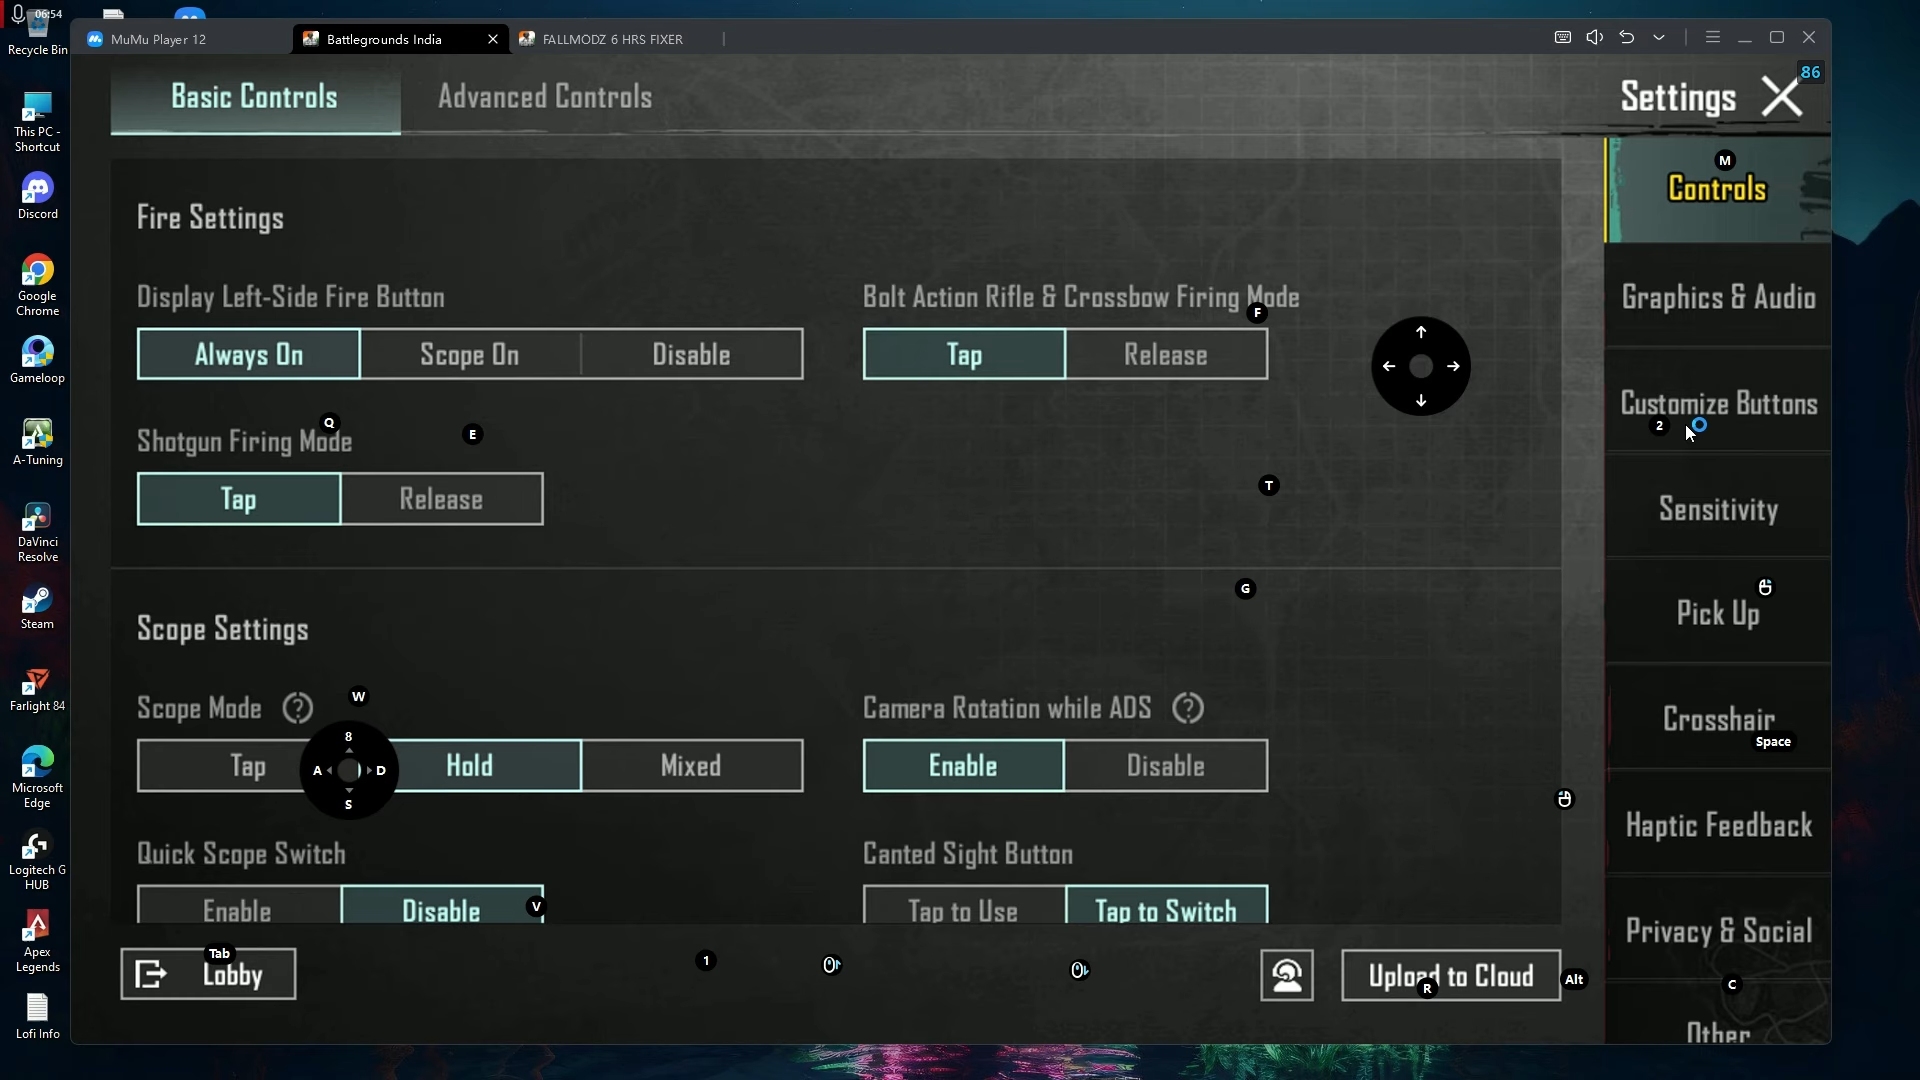 06:54
MuMu Player 12
Battlegrounds India
FALLMODZ 6 HRS FIXER
Recycle Bin
This PC -
Shortcut
Discord
Google
Chrome
Gameloop
A-Tuning
DaVinci
Resolve
Steam
Farlight 84
Microsoft
Edge
Logitech G
HUB
Apex
Legends
Lofi Info
Basic Controls
Advanced Controls
Settings
86
Fire Settings
Display Left-Side Fire Button
Always On
Scope On
Disable
Bolt Action Rifle & Crossbow Firing Mode
F
Tap
Release
Q
E
Shotgun Firing Mode
Tap
Release
T
G
Scope Settings
Scope Mode
W
Tap
Hold
Mixed
8
A
D
S
Camera Rotation while ADS
Enable
Disable
Quick Scope Switch
Enable
Disable
V
Canted Sight Button
Tap to Use
Tap to Switch
Tab
Lobby
1
Upload to Cloud
R
Alt
M
Controls
Graphics & Audio
Customize Buttons
2
Sensitivity
Pick Up
Crosshair
Space
Haptic Feedback
Privacy & Social
C
Other